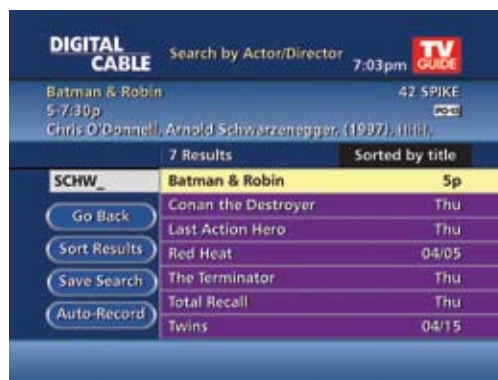 DIGITAL CABLE
Search by Actor/Director
7:03pm
TV GUIDE
Batman & Robin 42 SPIKE
5-7:30p PG-13
Chris O'Donnell, Arnold Schwarzenegger, (1997),
7 Results Sorted by title
SCHW_
Batman & Robin 5p
Go Back
Conan the Destroyer Thu
Last Action Hero Thu
Sort Results
Red Heat 04/05
Save Search
The Terminator Thu
Total Recall Thu
Auto-Record
Twins 04/15